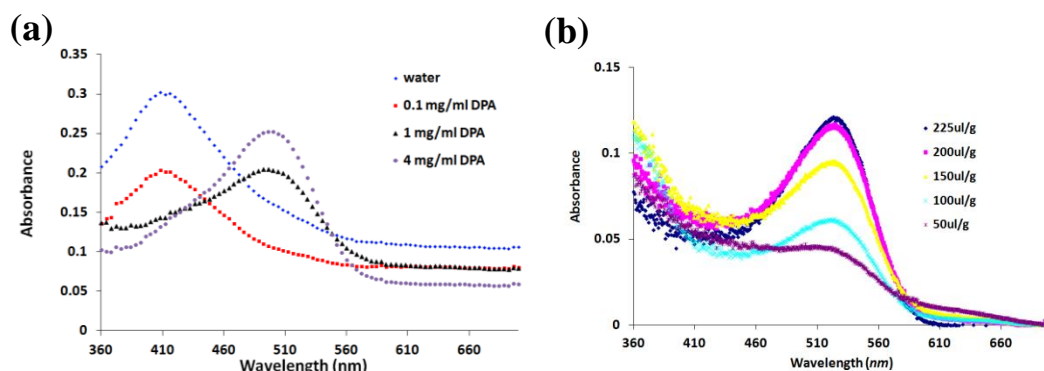 (a)
0.35
0.3
0.25
0.2
0.15
0.1
0.05
0
Absorbance
360 410 460 510 560 610 660
Wavelength (nm)
water
0.1 mg/ml DPA
1 mg/ml DPA
4 mg/ml DPA
(b)
0.15
0.1
0.05
0
Absorbance
360 410 460 510 560 610 660
Wavelength (nm)
225ul/g
200ul/g
150ul/g
100ul/g
50ul/g